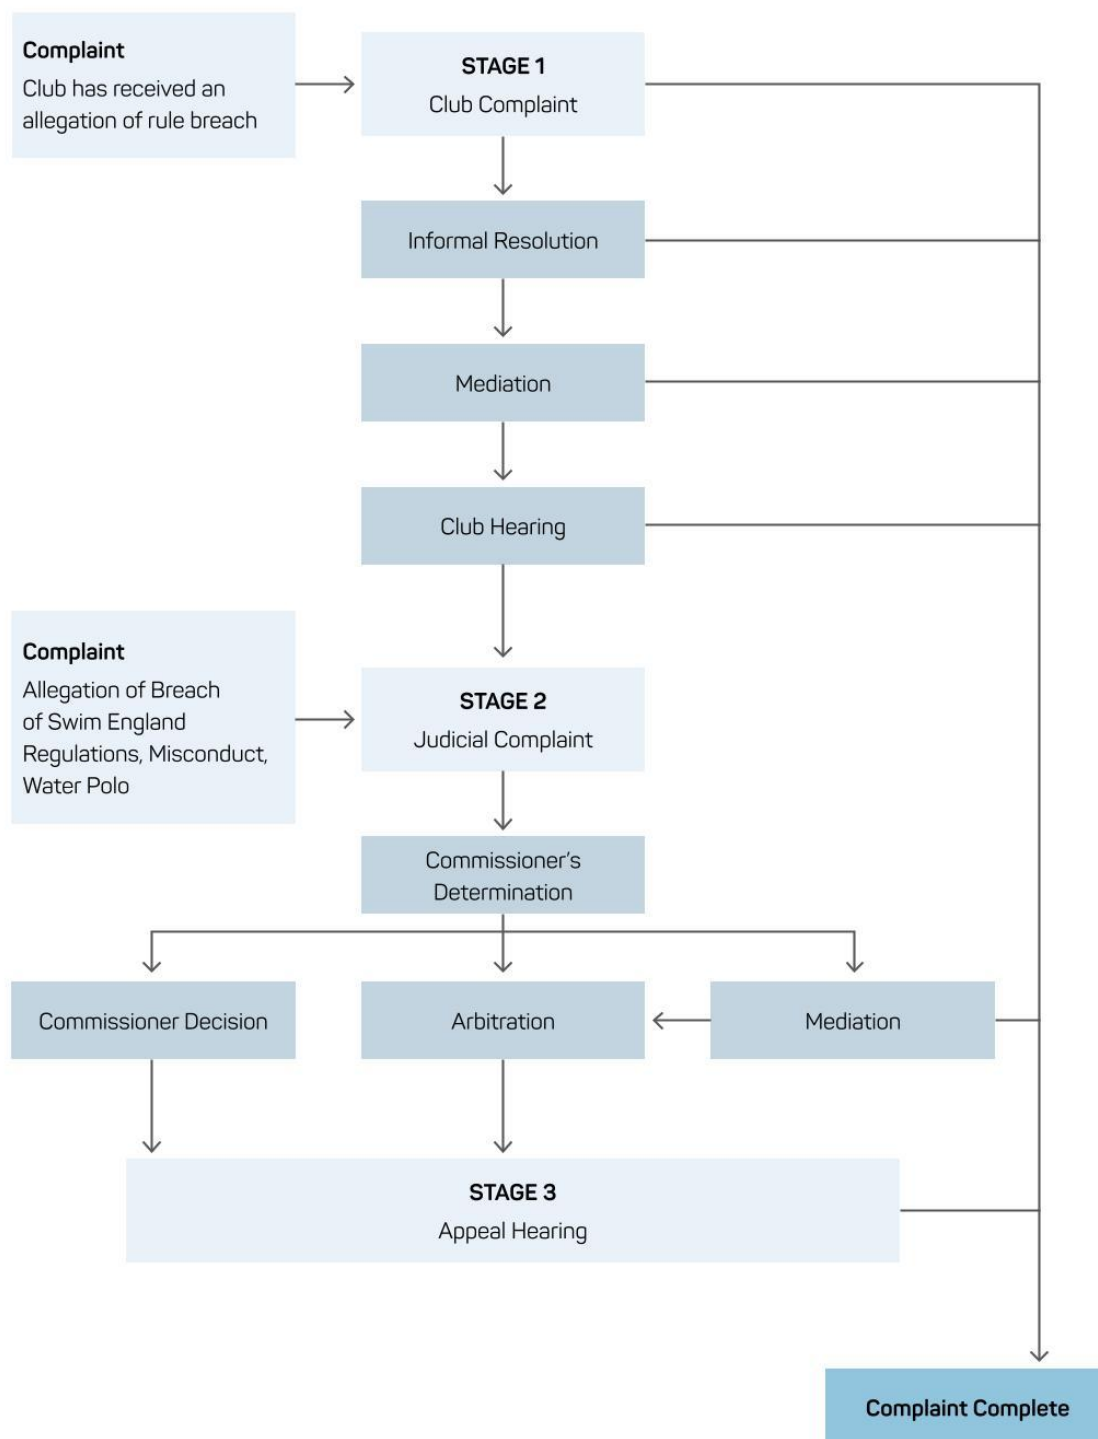 Complaint
Club has received an
allegation of rule breach
STAGE 1
Club Complaint
Informal Resolution
Mediation
Club Hearing
Complaint
Allegation of Breach
of Swim England
Regulations, Misconduct,
Water Polo
STAGE 2
Judicial Complaint
Commissioner’s
Determination
Commissioner Decision
Arbitration
Mediation
STAGE 3
Appeal Hearing
Complaint Complete